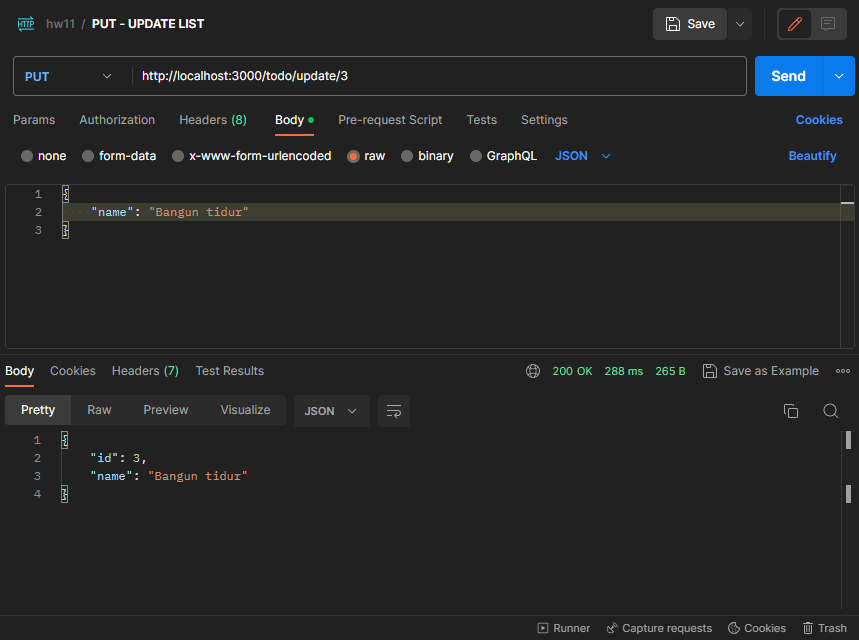 HTTP hw11 / PUT - UPDATE LIST Save
PUT http://localhost:3000/todo/update/3 Send
Params Authorization Headers (8) Body Pre-request Script Tests Settings Cookies
none form-data x-www-form-urlencoded raw binary GraphQL JSON Beautify
1 {
2 "name": "Bangun tidur"
3 }
Body Cookies Headers (7) Test Results 200 OK 288 ms 265 B Save as Example
Pretty Raw Preview Visualize JSON
1 {
2 "id": 3,
3 "name": "Bangun tidur"
4 }
Runner Capture requests Cookies Trash